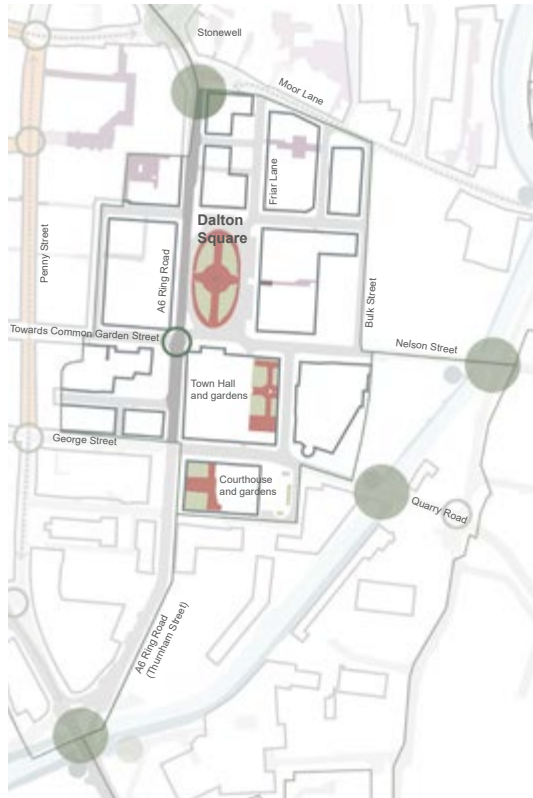 Stonewell
Moor Lane
Friar Lane
Dalton
Square
Penny Street
A6 Ring Road
Bulk Street
Towards Common Garden Street
Nelson Street
Town Hall
and gardens
George Street
Courthouse
and gardens
Quarry Road
A6 Ring Road
(Thurnham Street)